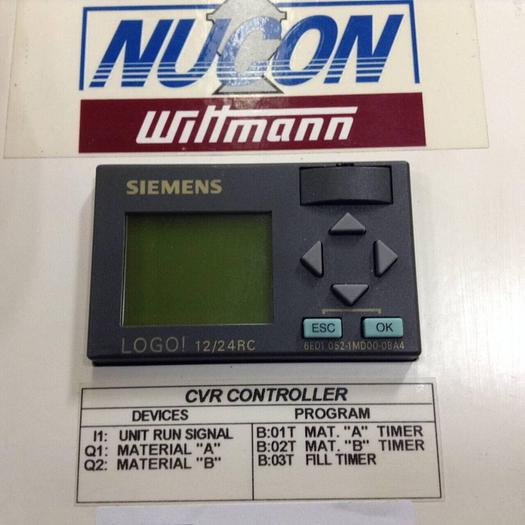 NUCON
Wittmann
SIEMENS
ESC OK
LOGO! 12/24RC 6ED1 052-1MD00-0BA4
CVR CONTROLLER
DEVICES PROGRAM
I1: UNIT RUN SIGNAL B:01T MAT. "A" TIMER
Q1: MATERIAL "A" B:02T MAT. "B" TIMER
Q2: MATERIAL "B" B:03T FILL TIMER